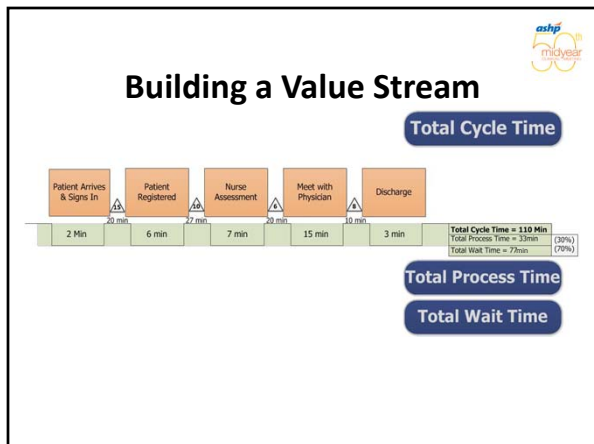 ashp
50th
midyear
Building a Value Stream
Total Cycle Time
Patient Arrives
& Signs In
15
Patient
Registered
10
Nurse
Assessment
6
Meet with
Physician
8
Discharge
20 min
27 min
20 min
10 min
2 Min
6 min
7 min
15 min
3 min
Total Cycle Time = 110 Min
Total Process Time = 33min
(30%)
Total Wait Time = 77min
(70%)
Total Process Time
Total Wait Time